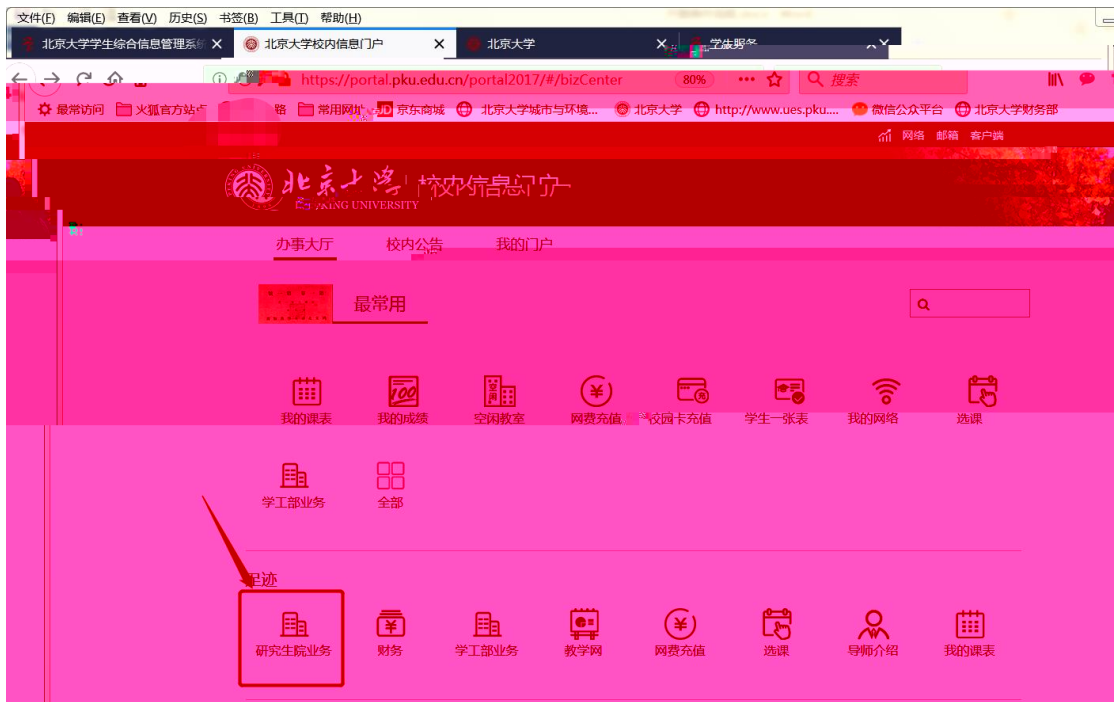 文件(F) 编辑(E) 查看(V) 历史(S) 书签(B) 工具(T) 帮助(H)
北京大学学生综合信息管理系统 北京大学校内信息门户 北京大学
https://portal.pku.edu.cn/portal2017/#/bizCenter 80% 搜索
最常访问 火狐官方站点 常用网址 JD 京东商城 北京大学城市与环境... 北京大学 http://www.ues.pku.... 微信公众平台 北京大学财务部
网络 邮箱 客户端
北京大学 校内信息门户
PEKING UNIVERSITY
办事大厅 校内公告 我的门户
最常用
我的课表 我的成绩 空闲教室 网费充值 校园卡充值 学生一张表 我的网络 选课
学工部业务 全部
足迹
研究生院业务 财务 学工部业务 教学网 网费充值 选课 导师介绍 我的课表